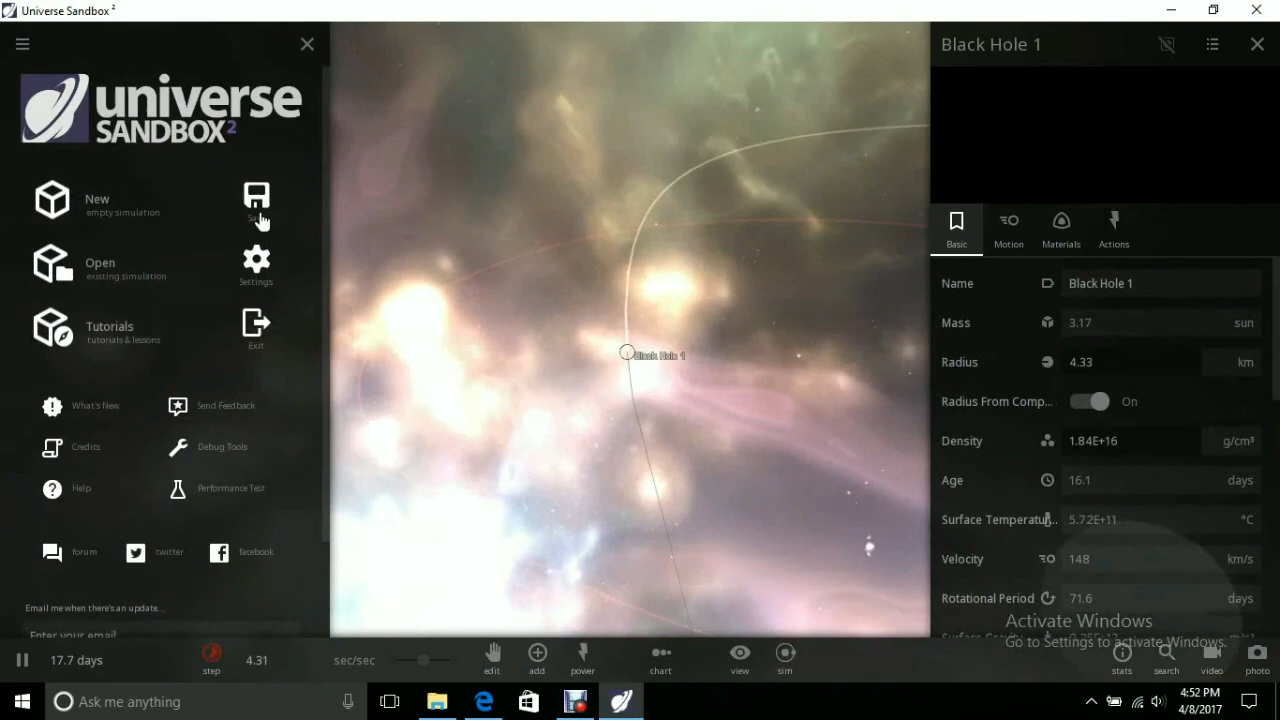 Universe Sandbox ²
universe
SANDBOX²
New
empty simulation
Open
existing simulation
Settings
Tutorials
tutorials & lessons
Exit
What's New
Send Feedback
Credits
Debug Tools
Help
Performance Test
forum
twitter
facebook
Email me when there's an update...
Enter your email
Black Hole 1
Black Hole 1
Basic
Motion
Materials
Actions
Name
Black Hole 1
Mass
3.17
sun
Radius
4.33
km
Radius From Comp...
On
Density
1.84E+16
g/cm³
Age
16.1
days
Surface Temperatur...
5.72E+11
°C
Velocity
148
km/s
Rotational Period
71.6
days
Activate Windows
Go to Settings to activate Windows.
17.7 days
step
4.31
sec/sec
edit
add
power
chart
view
sim
stats
search
video
photo
Ask me anything
4:52 PM
4/8/2017